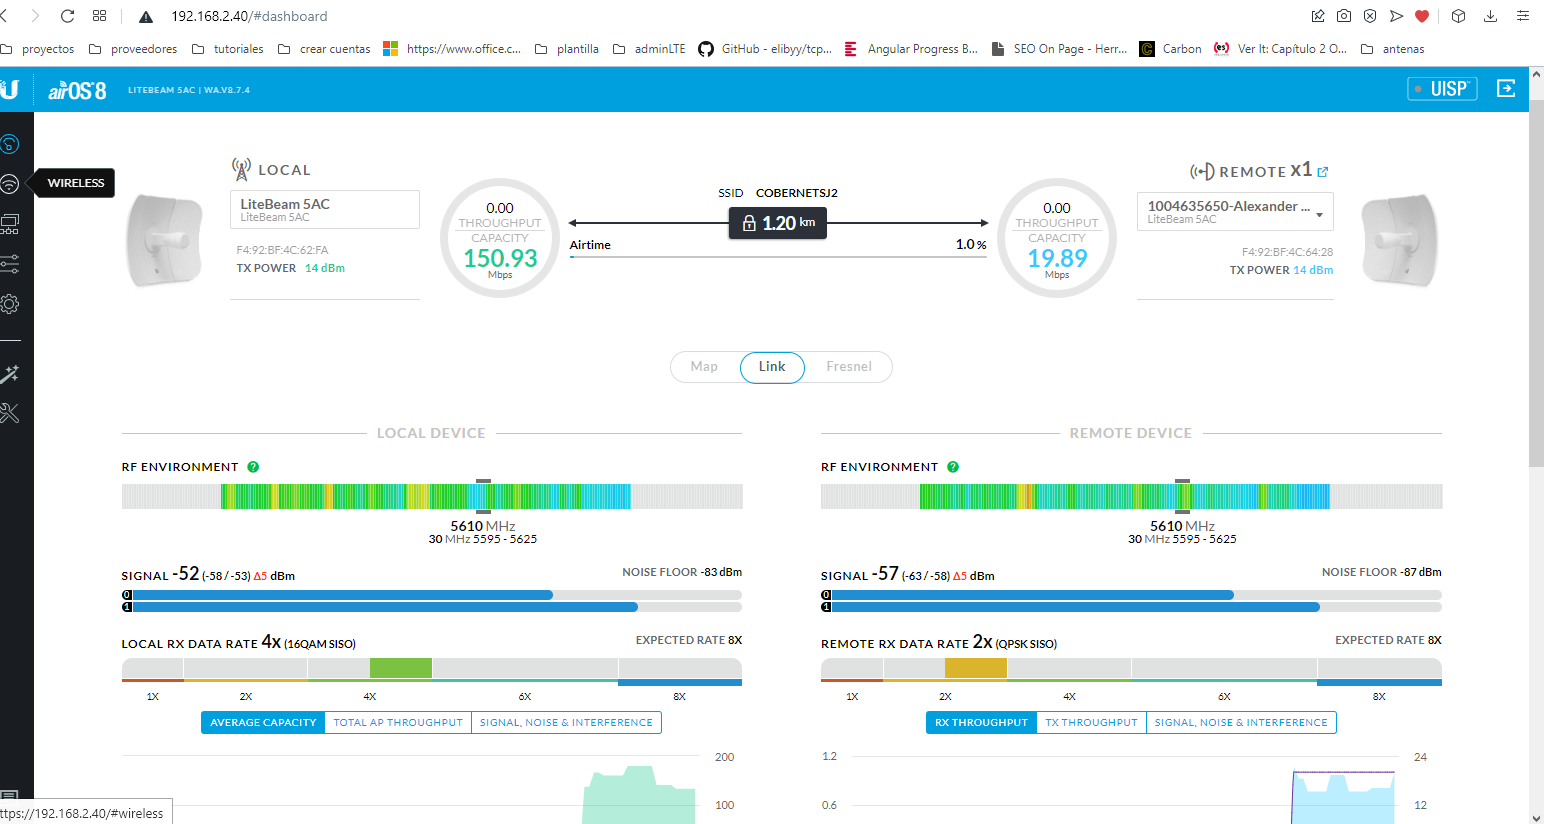 192.168.2.40/#dashboard
proyectos proveedores tutoriales crear cuentas https://www.office.c... plantilla adminLTE GitHub - elibyy/tcp... Angular Progress B... SEO On Page - Herr... Carbon Ver It: Capítulo 2 O... antenas
airOS 8 LITEBEAM 5AC | WA.V8.7.4 UISP
WIRELESS
LOCAL
LiteBeam 5AC
LiteBeam 5AC
F4:92:BF:4C:62:FA
TX POWER 14 dBm
0.00
THROUGHPUT
CAPACITY
150.93
Mbps
SSID COBERNETSJ2
1.20 km
Airtime 1.0 %
0.00
THROUGHPUT
CAPACITY
19.89
Mbps
REMOTE x1
1004635650-Alexander ...
LiteBeam 5AC
F4:92:BF:4C:64:28
TX POWER 14 dBm
Map Link Fresnel
LOCAL DEVICE
RF ENVIRONMENT ?
5610 MHz
30 MHz 5595 - 5625
SIGNAL -52 (-58 / -53) Δ5 dBm NOISE FLOOR -83 dBm
0
1
LOCAL RX DATA RATE 4x (16QAM SISO) EXPECTED RATE 8X
1X 2X 4X 6X 8X
AVERAGE CAPACITY TOTAL AP THROUGHPUT SIGNAL, NOISE & INTERFERENCE
200
100
REMOTE DEVICE
RF ENVIRONMENT ?
5610 MHz
30 MHz 5595 - 5625
SIGNAL -57 (-63 / -58) Δ5 dBm NOISE FLOOR -87 dBm
0
1
REMOTE RX DATA RATE 2x (QPSK SISO) EXPECTED RATE 8X
1X 2X 4X 6X 8X
RX THROUGHPUT TX THROUGHPUT SIGNAL, NOISE & INTERFERENCE
1.2 24
0.6 12
ttps://192.168.2.40/#wireless